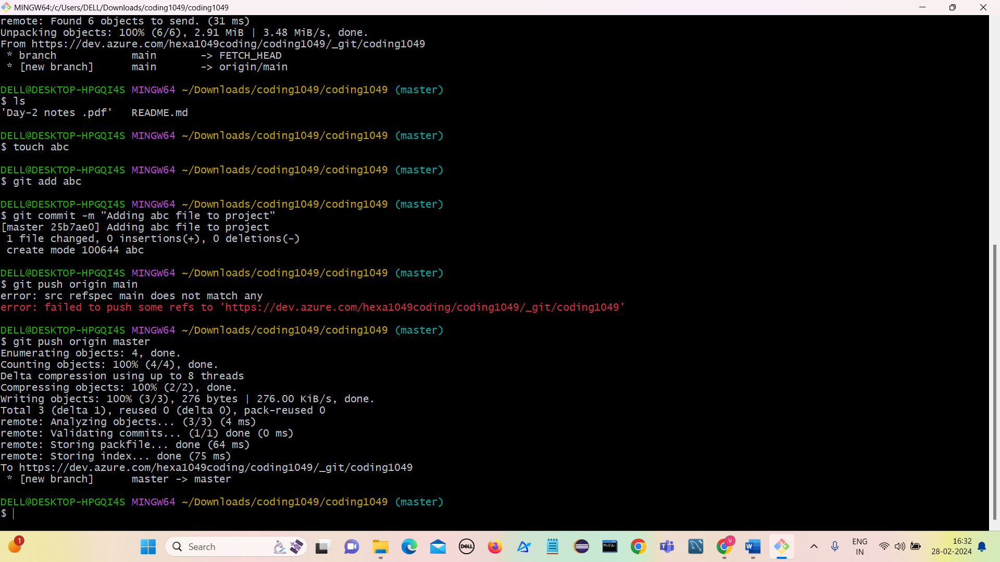 MINGW64:/c/Users/DELL/Downloads/coding1049/coding1049
remote: Found 6 objects to send. (31 ms)
Unpacking objects: 100% (6/6), 2.91 MiB | 3.48 MiB/s, done.
From https://dev.azure.com/hexa1049coding/coding1049/_git/coding1049
 * branch            main       -> FETCH_HEAD
 * [new branch]      main       -> origin/main
DELL@DESKTOP-HPGQI4S MINGW64 ~/Downloads/coding1049/coding1049 (master)
$ ls
'Day-2 notes .pdf'   README.md
DELL@DESKTOP-HPGQI4S MINGW64 ~/Downloads/coding1049/coding1049 (master)
$ touch abc
DELL@DESKTOP-HPGQI4S MINGW64 ~/Downloads/coding1049/coding1049 (master)
$ git add abc
DELL@DESKTOP-HPGQI4S MINGW64 ~/Downloads/coding1049/coding1049 (master)
$ git commit -m "Adding abc file to project"
[master 25b7ae0] Adding abc file to project
 1 file changed, 0 insertions(+), 0 deletions(-)
 create mode 100644 abc
DELL@DESKTOP-HPGQI4S MINGW64 ~/Downloads/coding1049/coding1049 (master)
$ git push origin main
error: src refspec main does not match any
error: failed to push some refs to 'https://dev.azure.com/hexa1049coding/coding1049/_git/coding1049'
DELL@DESKTOP-HPGQI4S MINGW64 ~/Downloads/coding1049/coding1049 (master)
$ git push origin master
Enumerating objects: 4, done.
Counting objects: 100% (4/4), done.
Delta compression using up to 8 threads
Compressing objects: 100% (2/2), done.
Writing objects: 100% (3/3), 276 bytes | 276.00 KiB/s, done.
Total 3 (delta 1), reused 0 (delta 0), pack-reused 0
remote: Analyzing objects... (3/3) (4 ms)
remote: Validating commits... (1/1) done (0 ms)
remote: Storing packfile... done (64 ms)
remote: Storing index... done (75 ms)
To https://dev.azure.com/hexa1049coding/coding1049/_git/coding1049
 * [new branch]      master -> master
DELL@DESKTOP-HPGQI4S MINGW64 ~/Downloads/coding1049/coding1049 (master)
$
1
Search
DELL
MySQL
V
W
ENG
IN
16:32
28-02-2024